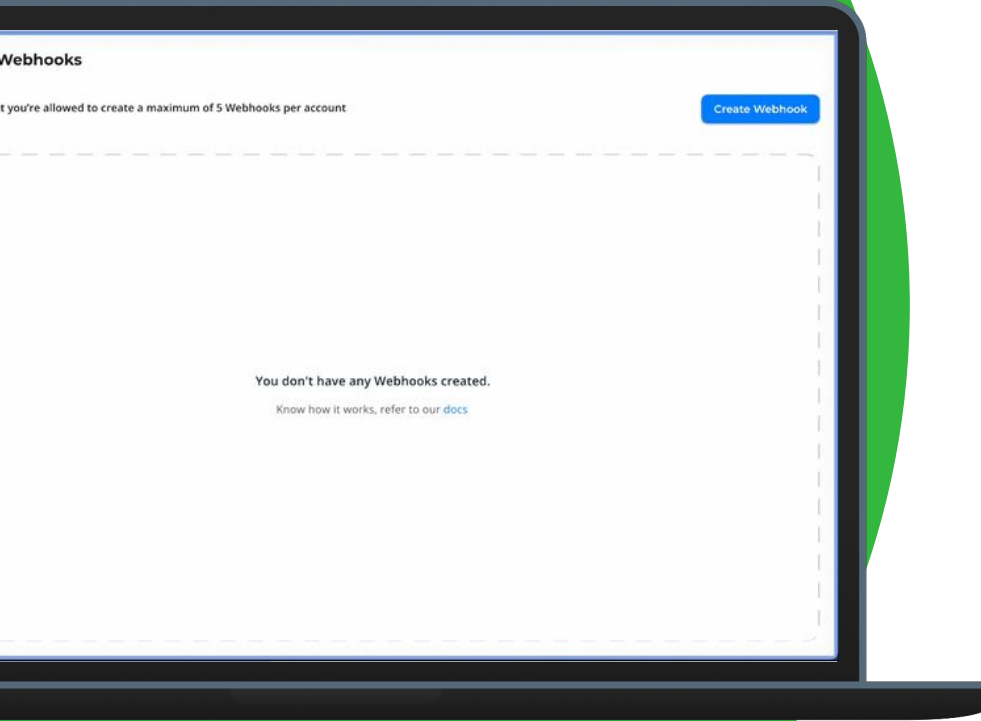 Webhooks
t you're allowed to create a maximum of 5 Webhooks per account
Create Webhook
You don't have any Webhooks created.
Know how it works, refer to our docs